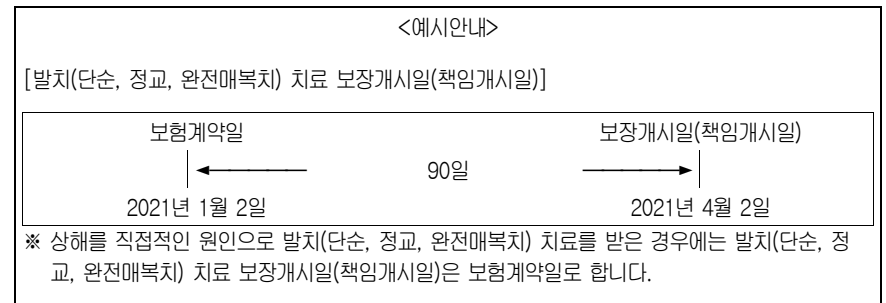 <예시안내>
[발치(단순, 정교, 완전매복치) 치료 보장개시일(책임개시일)]
보험계약일 보장개시일(책임개시일)
90일
2021년 1월 2일 2021년 4월 2일
※ 상해를 직접적인 원인으로 발치(단순, 정교, 완전매복치) 치료를 받은 경우에는 발치(단순, 정
교, 완전매복치) 치료 보장개시일(책임개시일)은 보험계약일로 합니다.